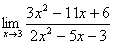 lim x→3 (3x² − 11x + 6)/(2x² − 5x − 3)